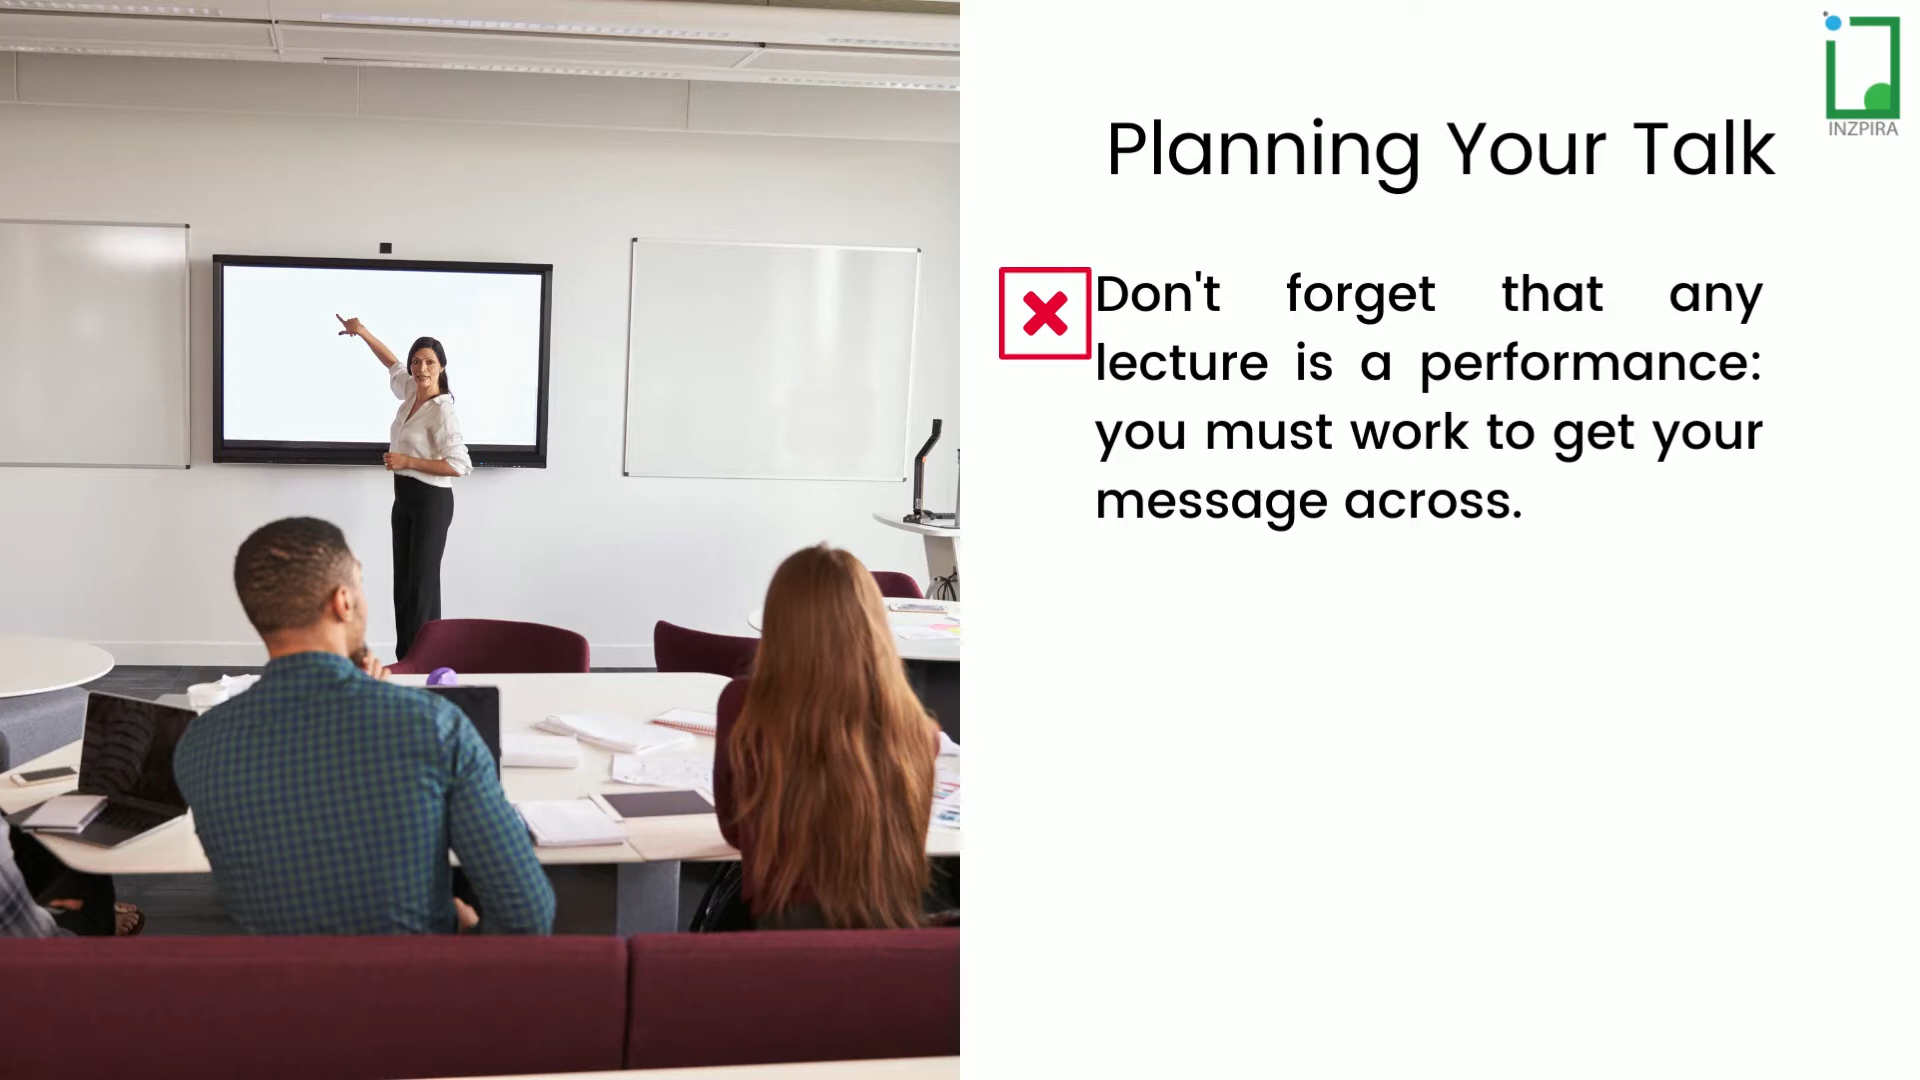 INZPIRA
Planning Your Talk
Don't forget that any
lecture is a performance:
you must work to get your
message across.